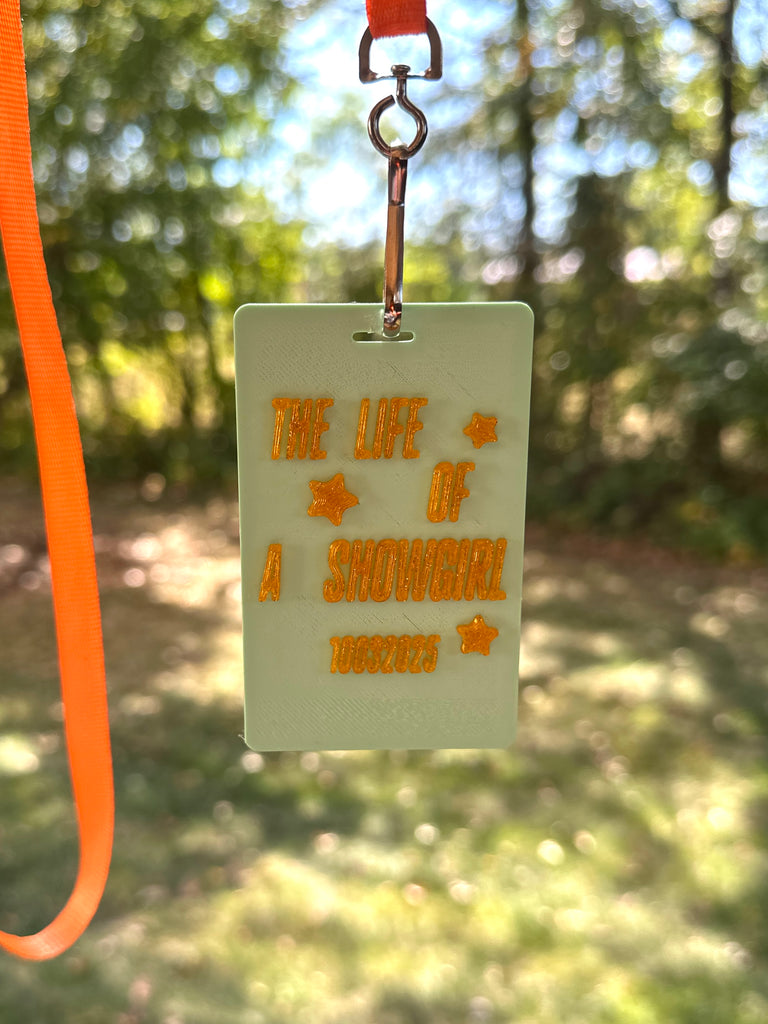 THE LIFE
OF
A SHOWGIRL
10032025